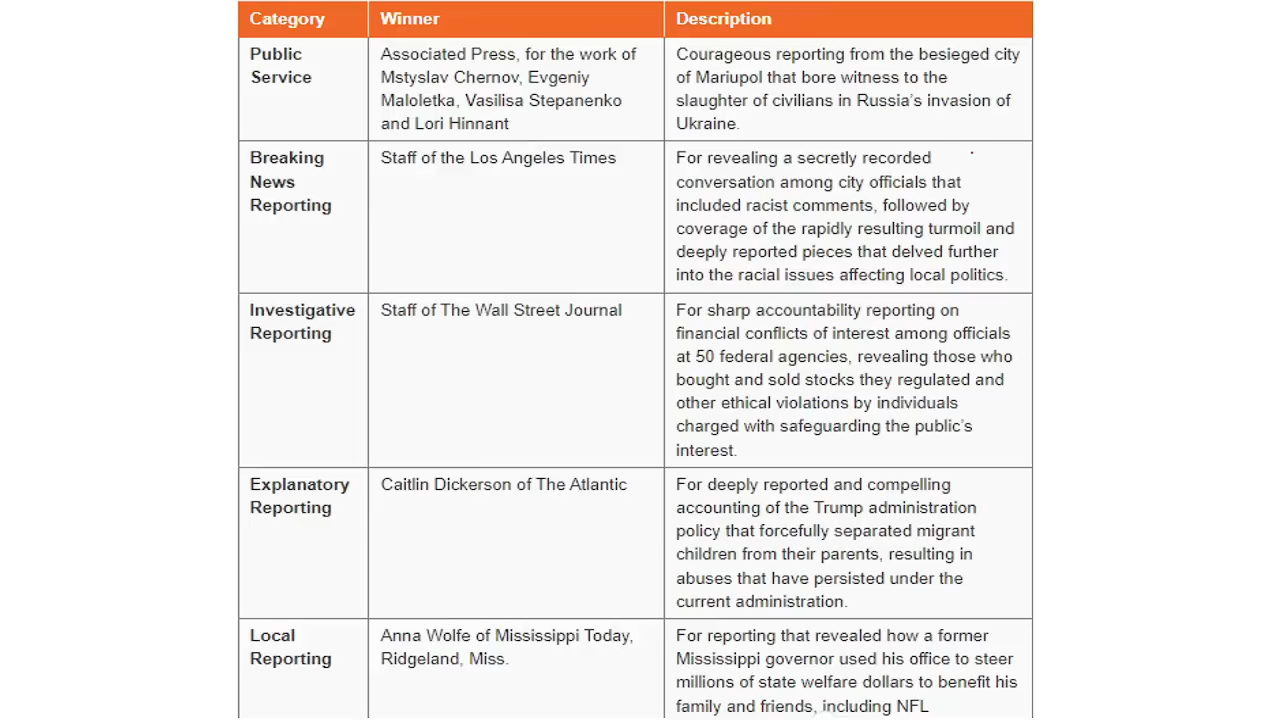 Category Winner Description
Public Service
Associated Press, for the work of
Mstyslav Chernov, Evgeniy
Maloletka, Vasilisa Stepanenko
and Lori Hinnant
Courageous reporting from the besieged city
of Mariupol that bore witness to the
slaughter of civilians in Russia's invasion of
Ukraine.
Breaking
News
Reporting
Staff of the Los Angeles Times
For revealing a secretly recorded
conversation among city officials that
included racist comments, followed by
coverage of the rapidly resulting turmoil and
deeply reported pieces that delved further
into the racial issues affecting local politics.
Investigative
Reporting
Staff of The Wall Street Journal
For sharp accountability reporting on
financial conflicts of interest among officials
at 50 federal agencies, revealing those who
bought and sold stocks they regulated and
other ethical violations by individuals
charged with safeguarding the public's
interest.
Explanatory
Reporting
Caitlin Dickerson of The Atlantic
For deeply reported and compelling
accounting of the Trump administration
policy that forcefully separated migrant
children from their parents, resulting in
abuses that have persisted under the
current administration.
Local
Reporting
Anna Wolfe of Mississippi Today,
Ridgeland, Miss.
For reporting that revealed how a former
Mississippi governor used his office to steer
millions of state welfare dollars to benefit his
family and friends, including NFL